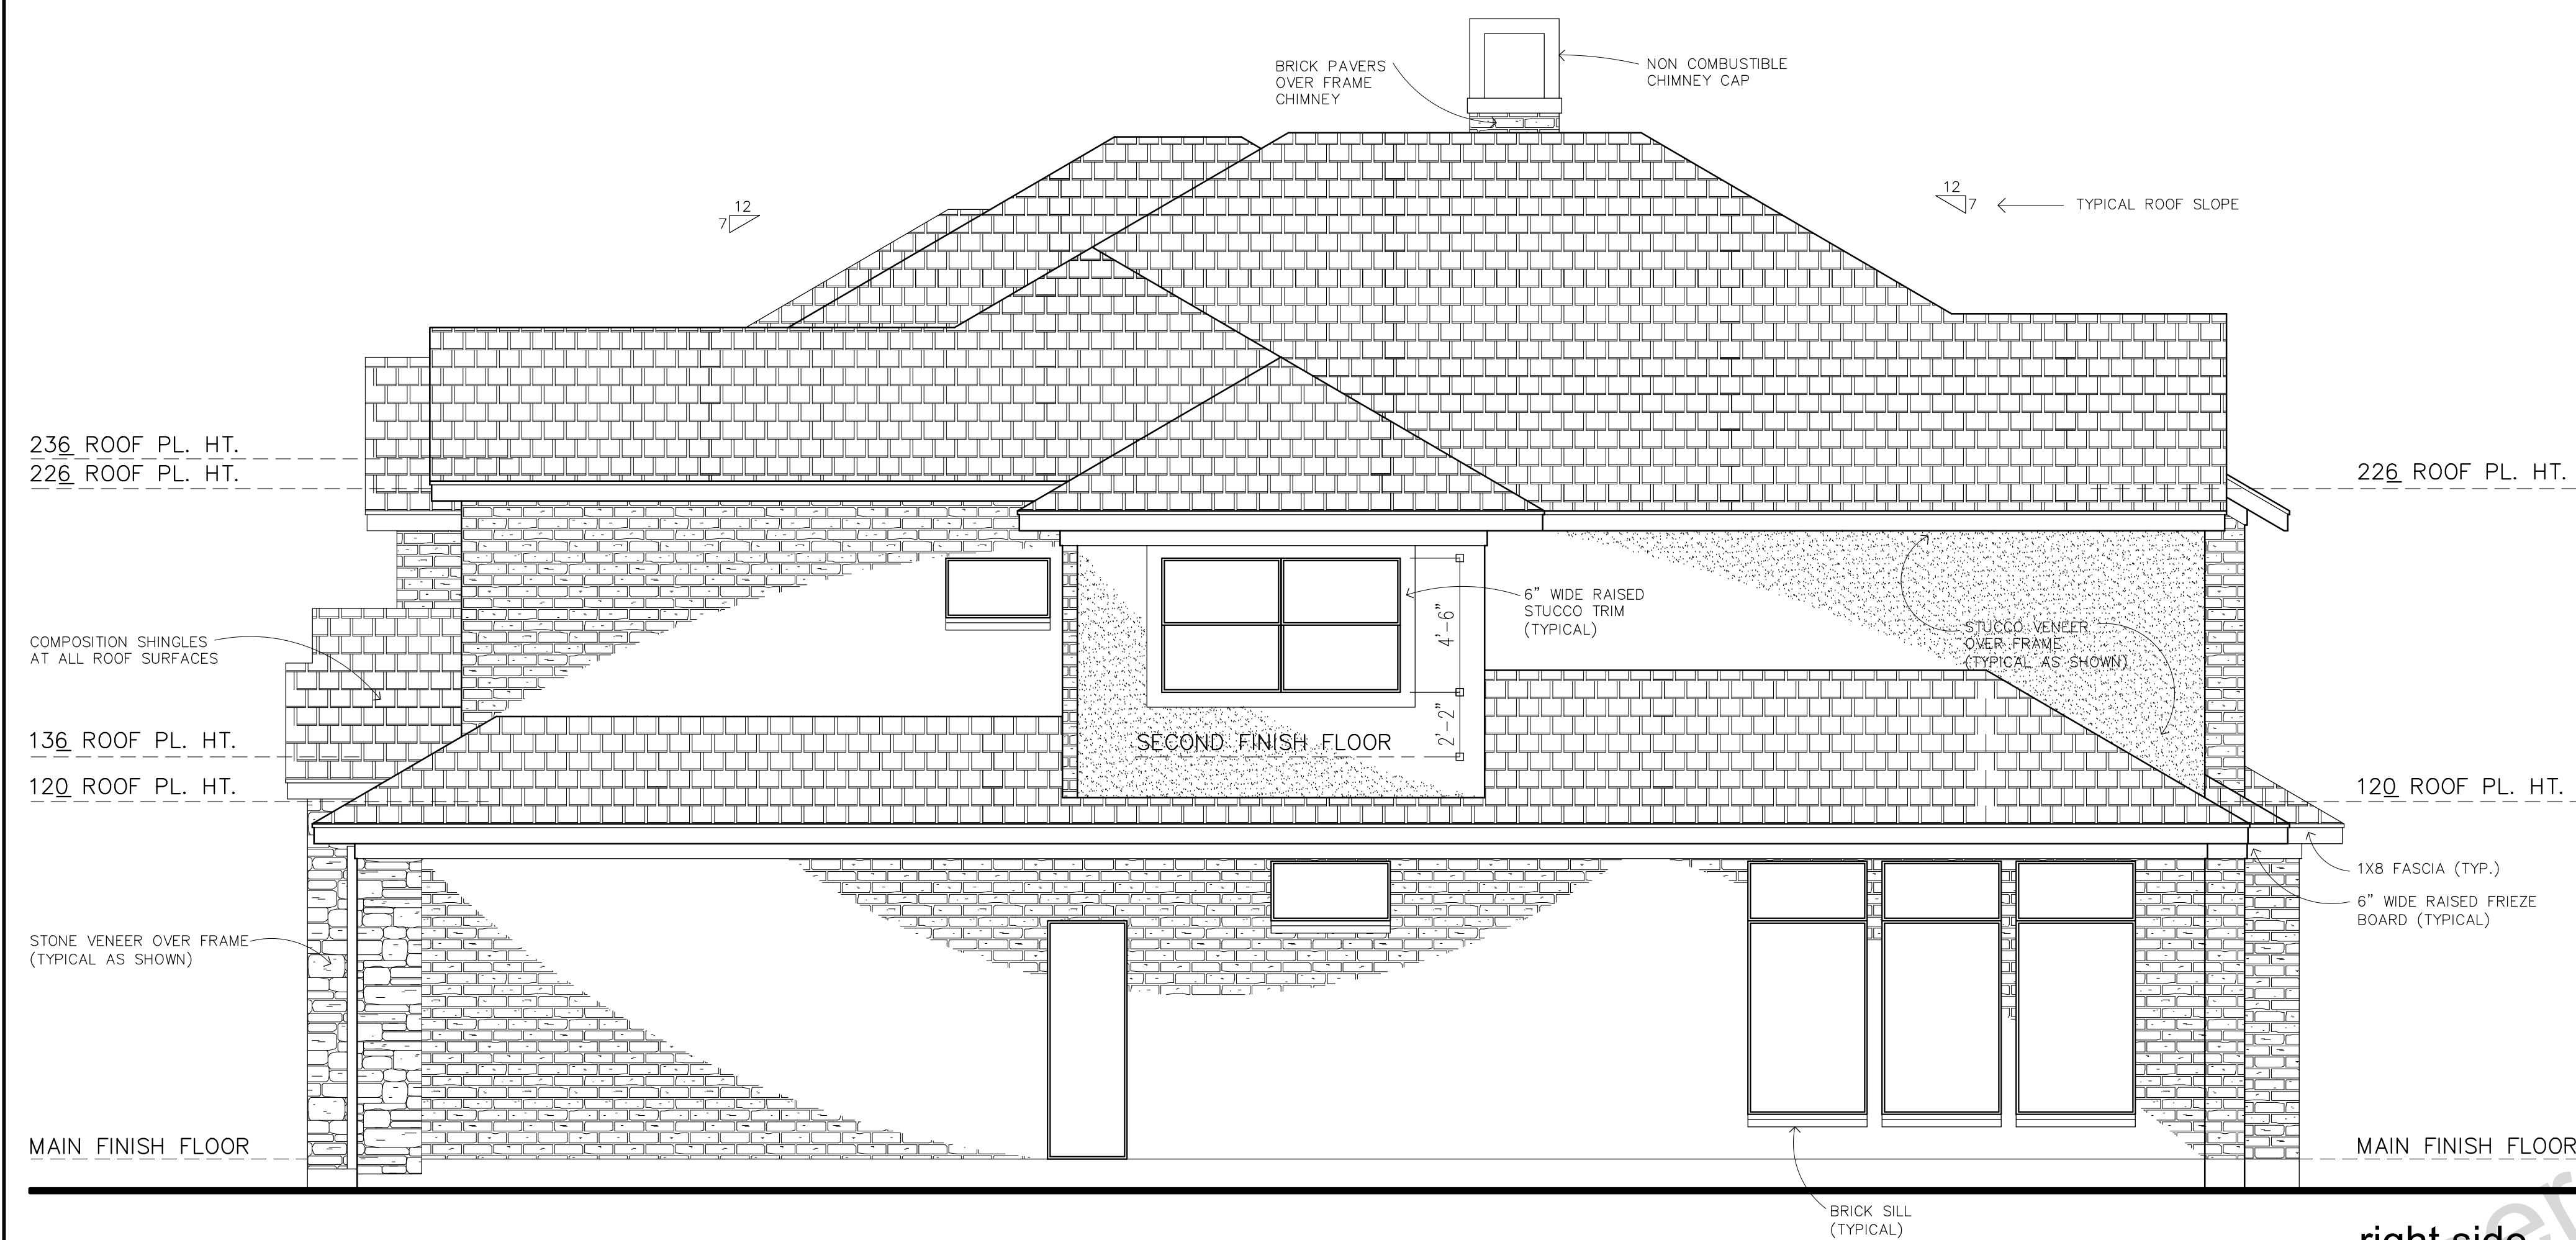 BRICK PAVERS
OVER FRAME
CHIMNEY
NON COMBUSTIBLE
CHIMNEY CAP
12
7
12
7
TYPICAL ROOF SLOPE
236 ROOF PL. HT.
226 ROOF PL. HT.
226 ROOF PL. HT.
6" WIDE RAISED
STUCCO TRIM
(TYPICAL)
4'-6"
2'-2"
STUCCO VENEER
OVER FRAME
(TYPICAL AS SHOWN)
COMPOSITION SHINGLES
AT ALL ROOF SURFACES
136 ROOF PL. HT.
SECOND FINISH FLOOR
120 ROOF PL. HT.
120 ROOF PL. HT.
1X8 FASCIA (TYP.)
6" WIDE RAISED FRIEZE
BOARD (TYPICAL)
STONE VENEER OVER FRAME
(TYPICAL AS SHOWN)
MAIN FINISH FLOOR
MAIN FINISH FLOOR
BRICK SILL
(TYPICAL)
right side